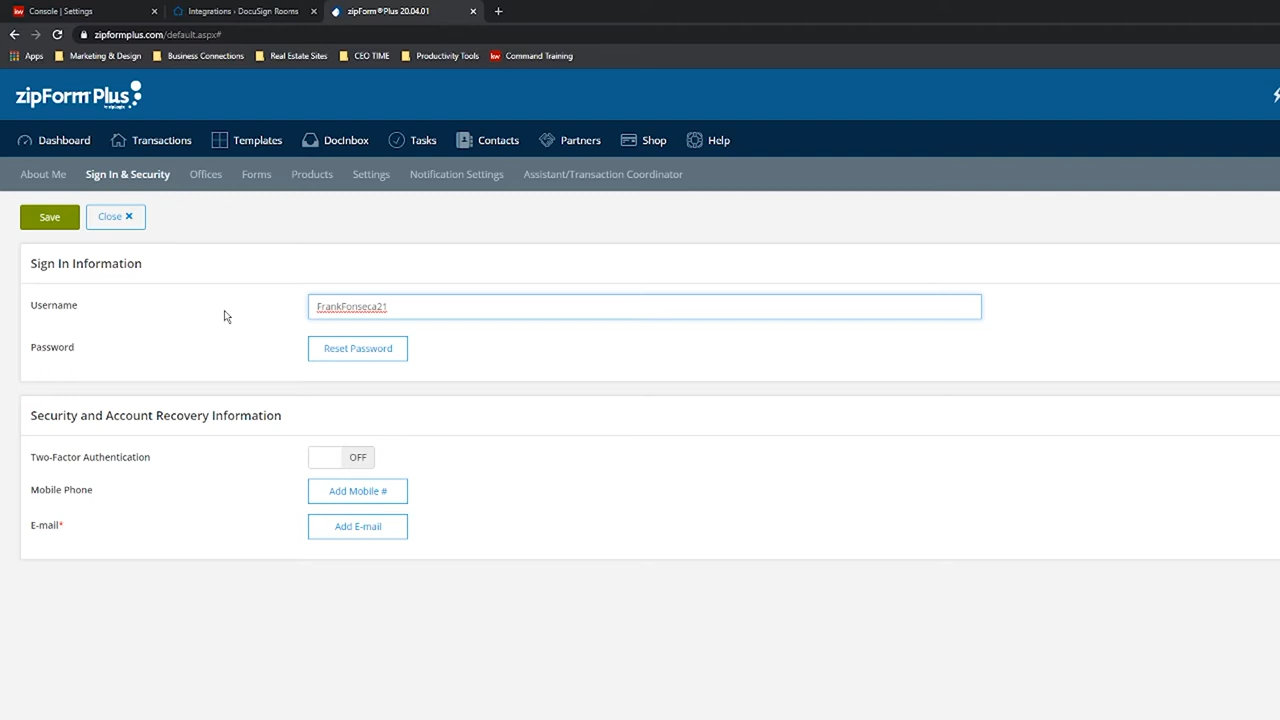 Console | Settings
Integrations › DocuSign Rooms
zipForm®Plus 20.04.01
zipformplus.com/default.aspx#
Apps Marketing & Design Business Connections Real Estate Sites CEO TIME Productivity Tools kw Command Training
zipForm Plus
by zipLogix
Dashboard Transactions Templates DocInbox Tasks Contacts Partners Shop Help
About Me Sign In & Security Offices Forms Products Settings Notification Settings Assistant/Transaction Coordinator
Save Close ×
Sign In Information
Username FrankFonseca21
Password Reset Password
Security and Account Recovery Information
Two-Factor Authentication OFF
Mobile Phone Add Mobile #
E-mail* Add E-mail